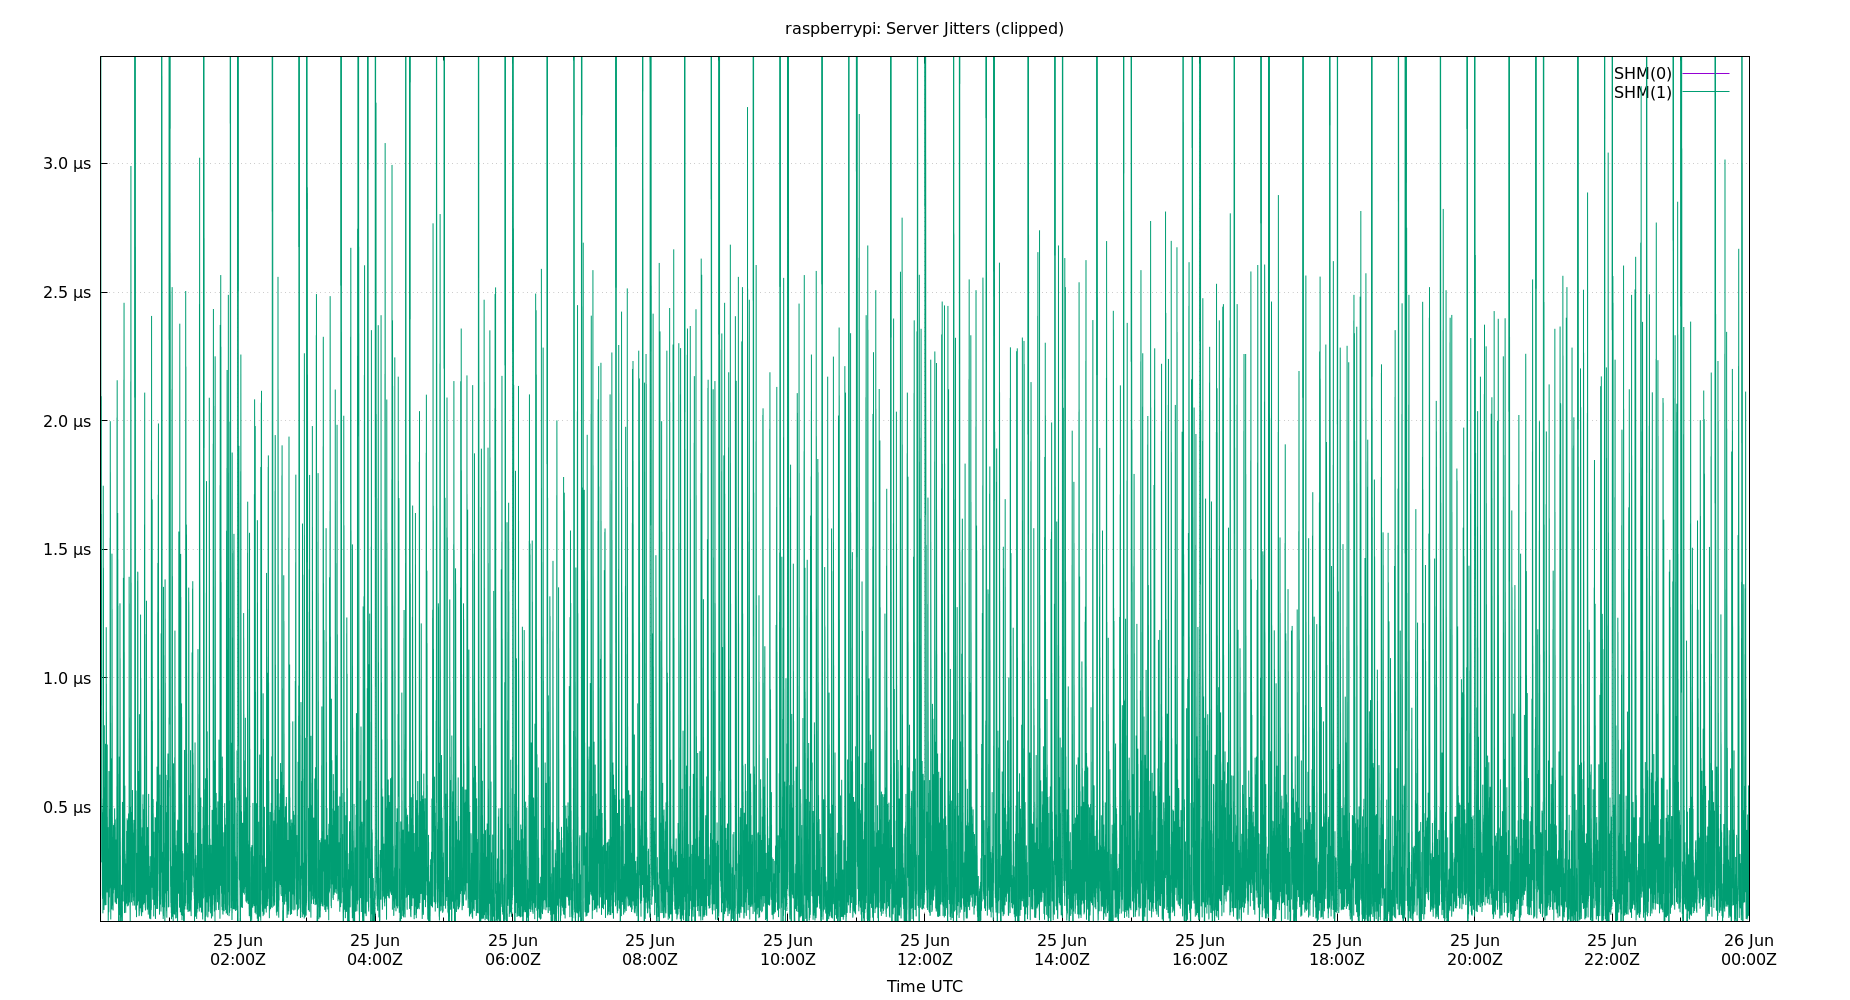 raspberrypi: Server Jitters (clipped)
SHM(0)
SHM(1)
3.0 µs
2.5 µs
2.0 µs
1.5 µs
1.0 µs
0.5 µs
25 Jun 25 Jun 25 Jun 25 Jun 25 Jun 25 Jun 25 Jun 25 Jun 25 Jun 25 Jun 25 Jun 26 Jun
02:00Z 04:00Z 06:00Z 08:00Z 10:00Z 12:00Z 14:00Z 16:00Z 18:00Z 20:00Z 22:00Z 00:00Z
Time UTC